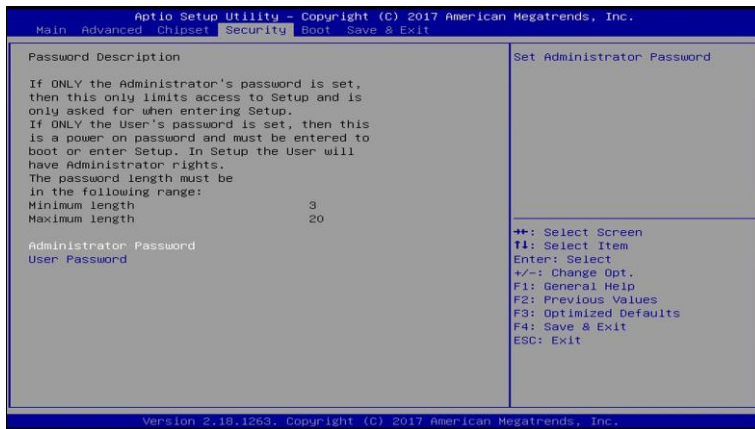 Aptio Setup Utility – Copyright (C) 2017 American Megatrends, Inc.
Main Advanced Chipset Security Boot Save & Exit
Password Description
If ONLY the Administrator's password is set,
then this only limits access to Setup and is
only asked for when entering Setup.
If ONLY the User's password is set, then this
is a power on password and must be entered to
boot or enter Setup. In Setup the User will
have Administrator rights.
The password length must be
in the following range:
Minimum length 3
Maximum length 20
Administrator Password
User Password
Set Administrator Password
→←: Select Screen
↑↓: Select Item
Enter: Select
+/-: Change Opt.
F1: General Help
F2: Previous Values
F3: Optimized Defaults
F4: Save & Exit
ESC: Exit
Version 2.18.1263. Copyright (C) 2017 American Megatrends, Inc.